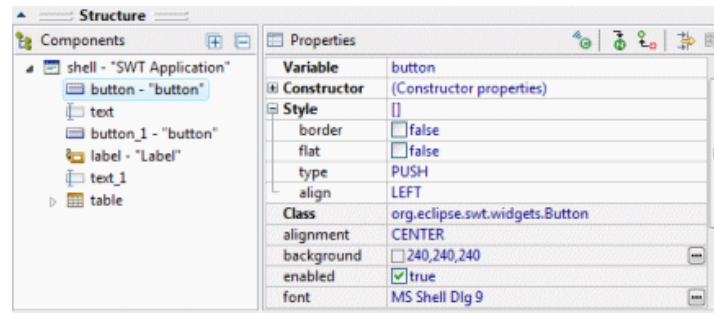 Structure
Components
shell - "SWT Application"
button - "button"
text
button_1 - "button"
label - "Label"
text_1
table
Properties
Variable button
Constructor (Constructor properties)
Style []
border false
flat false
type PUSH
align LEFT
Class org.eclipse.swt.widgets.Button
alignment CENTER
background 240,240,240
enabled true
font MS Shell Dlg 9